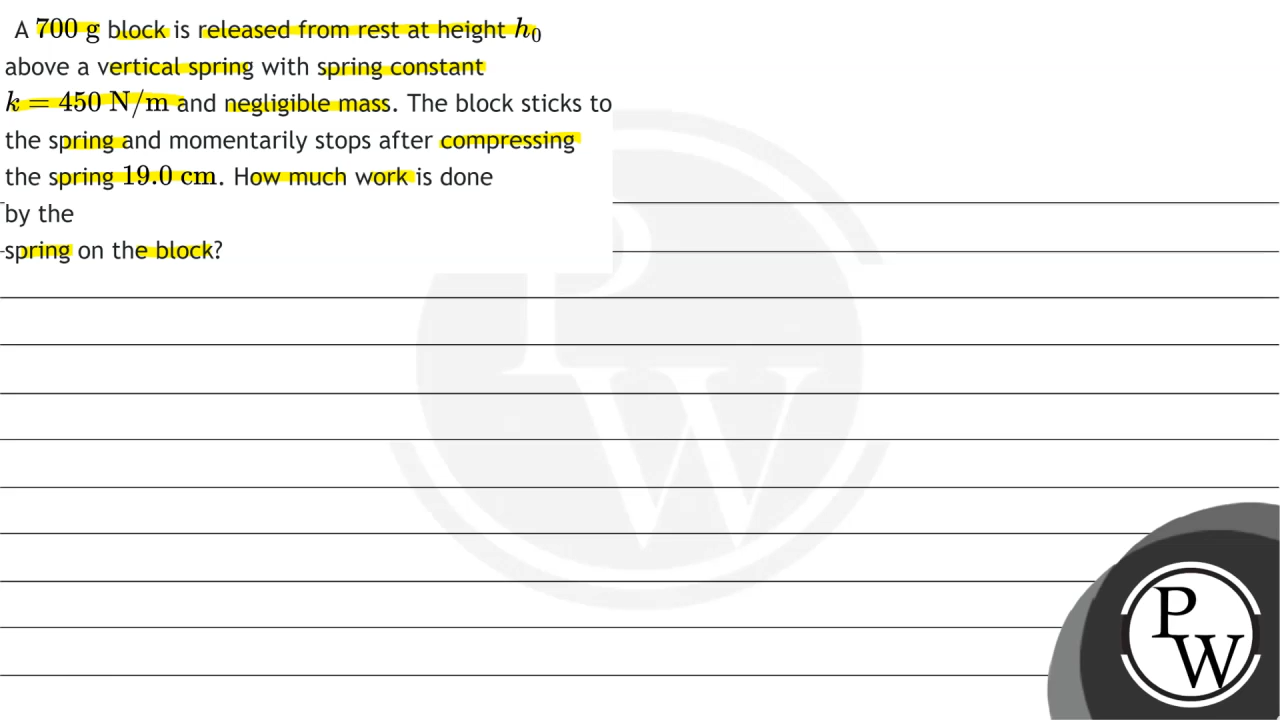 A 700 g block is released from rest at height h₀
above a vertical spring with spring constant
k = 450 N/m and negligible mass. The block sticks to
the spring and momentarily stops after compressing
the spring 19.0 cm. How much work is done
by the
spring on the block?
P
W
P
W